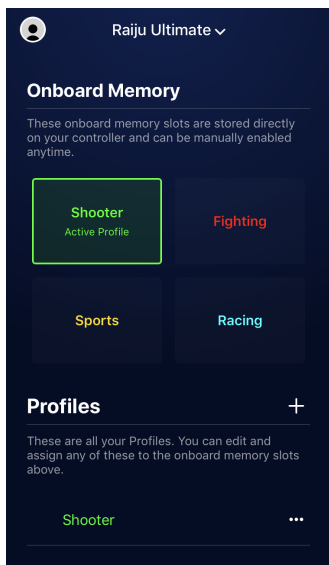 Raiju Ultimate
Onboard Memory
These onboard memory slots are stored directly
on your controller and can be manually enabled
anytime.
Shooter
Active Profile
Fighting
Sports
Racing
Profiles
These are all your Profiles. You can edit and
assign any of these to the onboard memory slots
above.
Shooter